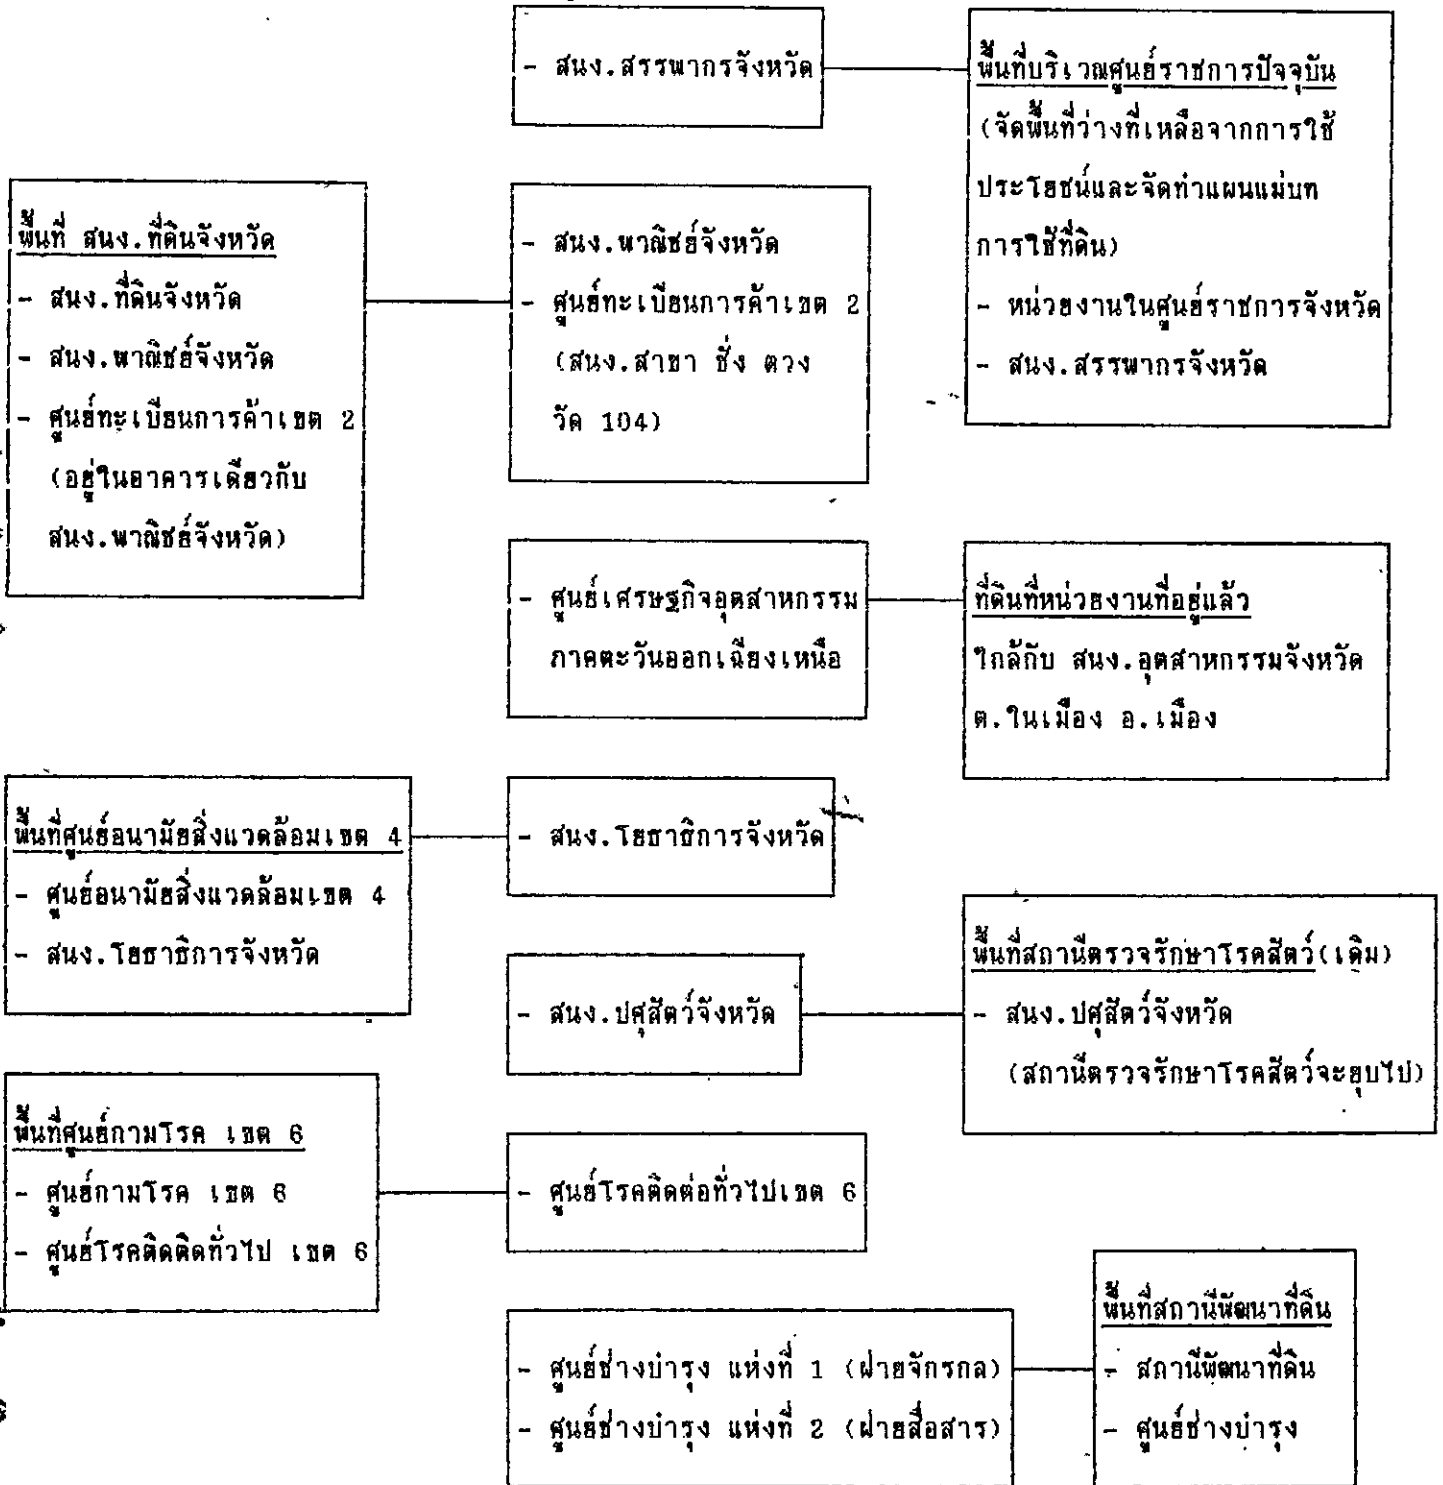 - สนง.สรรพากรจังหวัด
พื้นที่บริเวณศูนย์ราชการปัจจุบัน
(จัดพื้นที่ว่างที่เหลือจากการใช้
ประโยชน์และจัดทำแผนแม่บท
การใช้ที่ดิน)
- หน่วยงานในศูนย์ราชการจังหวัด
- สนง.สรรพากรจังหวัด
พื้นที่ สนง.ที่ดินจังหวัด
- สนง.ที่ดินจังหวัด
- สนง.พาณิชย์จังหวัด
- ศูนย์ทะเบียนการค้าเขต 2
(อยู่ในอาคารเดียวกับ
สนง.พาณิชย์จังหวัด)
- สนง.พาณิชย์จังหวัด
- ศูนย์ทะเบียนการค้าเขต 2
(สนง.สาขา ชั่ง ตวง
วัด 104)
- ศูนย์เศรษฐกิจอุตสาหกรรม
ภาคตะวันออกเฉียงเหนือ
ที่ดินที่หน่วยงานที่อยู่แล้ว
ใกล้กับ สนง.อุตสาหกรรมจังหวัด
ต.ในเมือง อ.เมือง
พื้นที่ศูนย์อนามัยสิ่งแวดล้อมเขต 4
- ศูนย์อนามัยสิ่งแวดล้อมเขต 4
- สนง.โยธาธิการจังหวัด
- สนง.โยธาธิการจังหวัด
- สนง.ปศุสัตว์จังหวัด
พื้นที่สถานีตรวจรักษาโรคสัตว์(เดิม)
- สนง.ปศุสัตว์จังหวัด
(สถานีตรวจรักษาโรคสัตว์จะยุบไป)
พื้นที่ศูนย์กามโรค เขต 6
- ศูนย์กามโรค เขต 6
- ศูนย์โรคติดติดทั่วไป เขต 6
- ศูนย์โรคติดต่อทั่วไปเขต 6
- ศูนย์ช่างบำรุง แห่งที่ 1 (ฝ่ายจักรกล)
- ศูนย์ช่างบำรุง แห่งที่ 2 (ฝ่ายสื่อสาร)
พื้นที่สถานีพัฒนาที่ดิน
- สถานีพัฒนาที่ดิน
- ศูนย์ช่างบำรุง